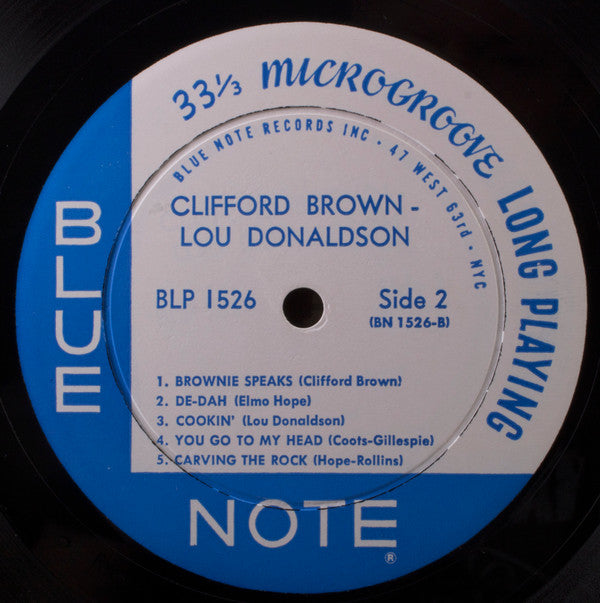 33⅓ MICROGROOVE LONG PLAYING
BLUE NOTE RECORDS INC • 47 WEST 63rd • NYC
CLIFFORD BROWN -
LOU DONALDSON
BLP 1526
Side 2
(BN 1526-B)
1. BROWNIE SPEAKS (Clifford Brown)
2. DE-DAH (Elmo Hope)
3. COOKIN' (Lou Donaldson)
4. YOU GO TO MY HEAD (Coots-Gillespie)
5. CARVING THE ROCK (Hope-Rollins)
BLUE
NOTE®